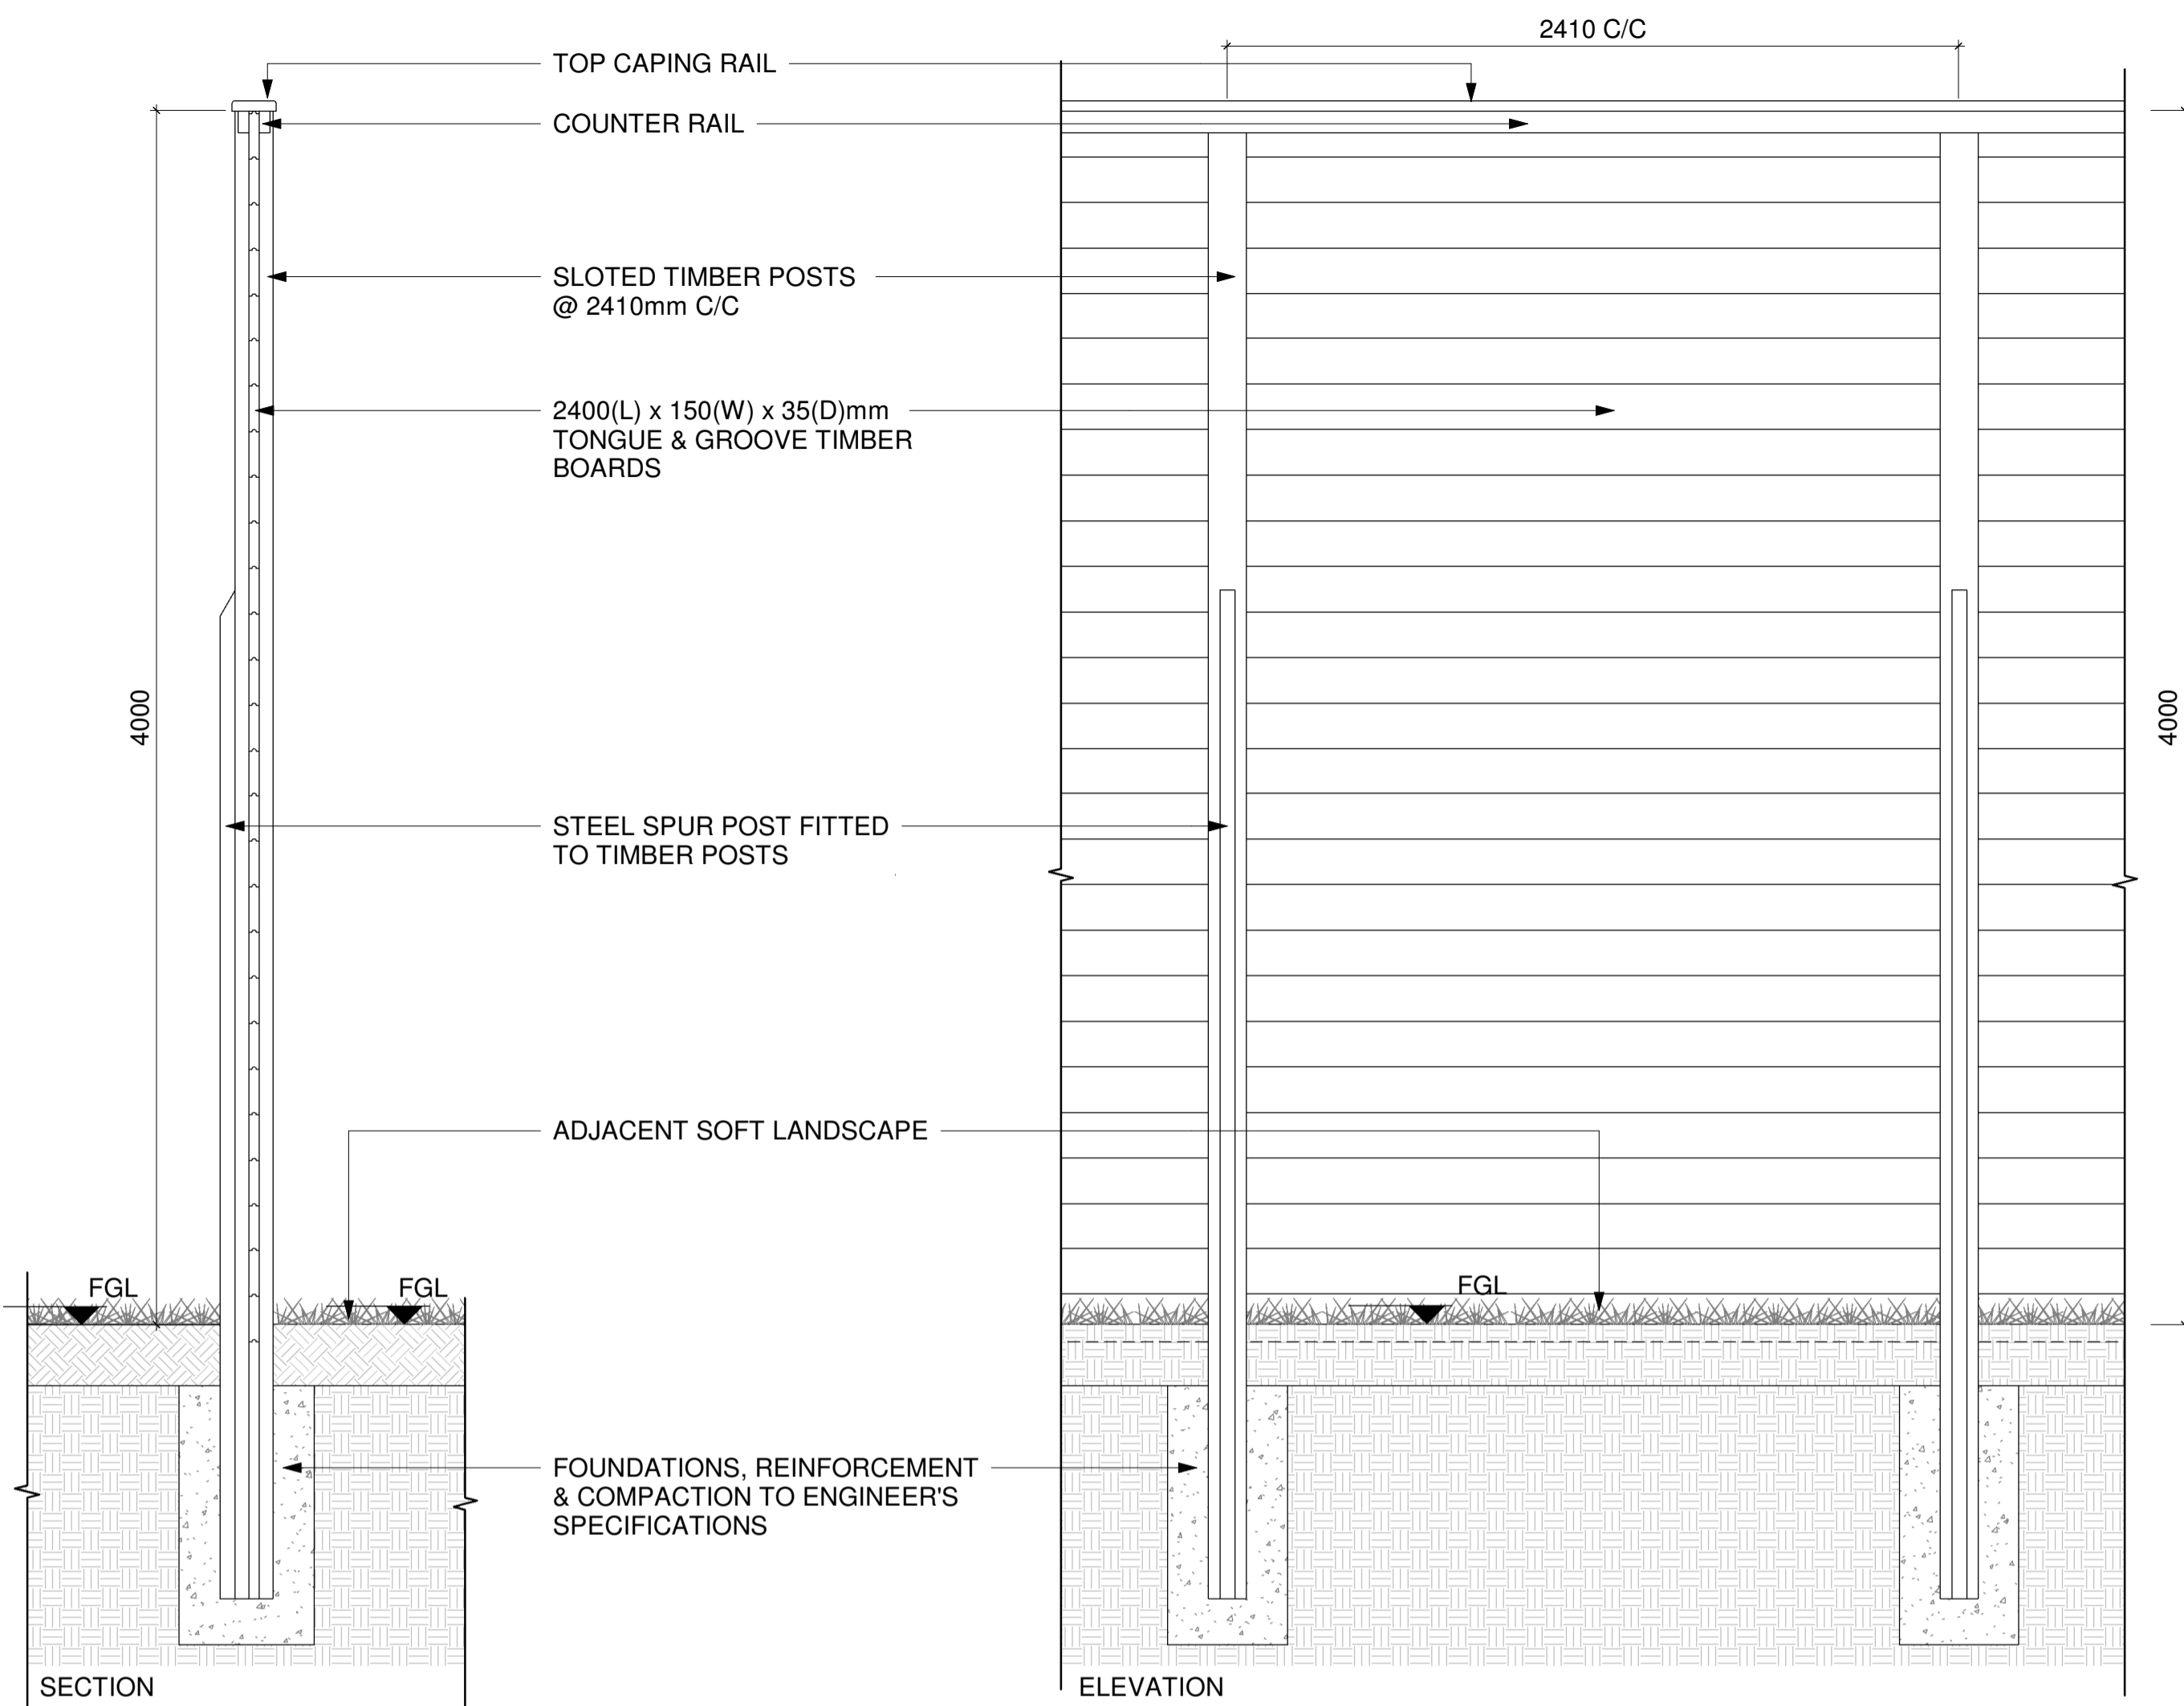 2410 C/C
TOP CAPING RAIL
COUNTER RAIL
SLOTED TIMBER POSTS
@ 2410mm C/C
2400(L) x 150(W) x 35(D)mm
TONGUE & GROOVE TIMBER
BOARDS
4000
4000
STEEL SPUR POST FITTED
TO TIMBER POSTS
ADJACENT SOFT LANDSCAPE
FGL
FGL
FGL
FOUNDATIONS, REINFORCEMENT
& COMPACTION TO ENGINEER'S
SPECIFICATIONS
SECTION
ELEVATION